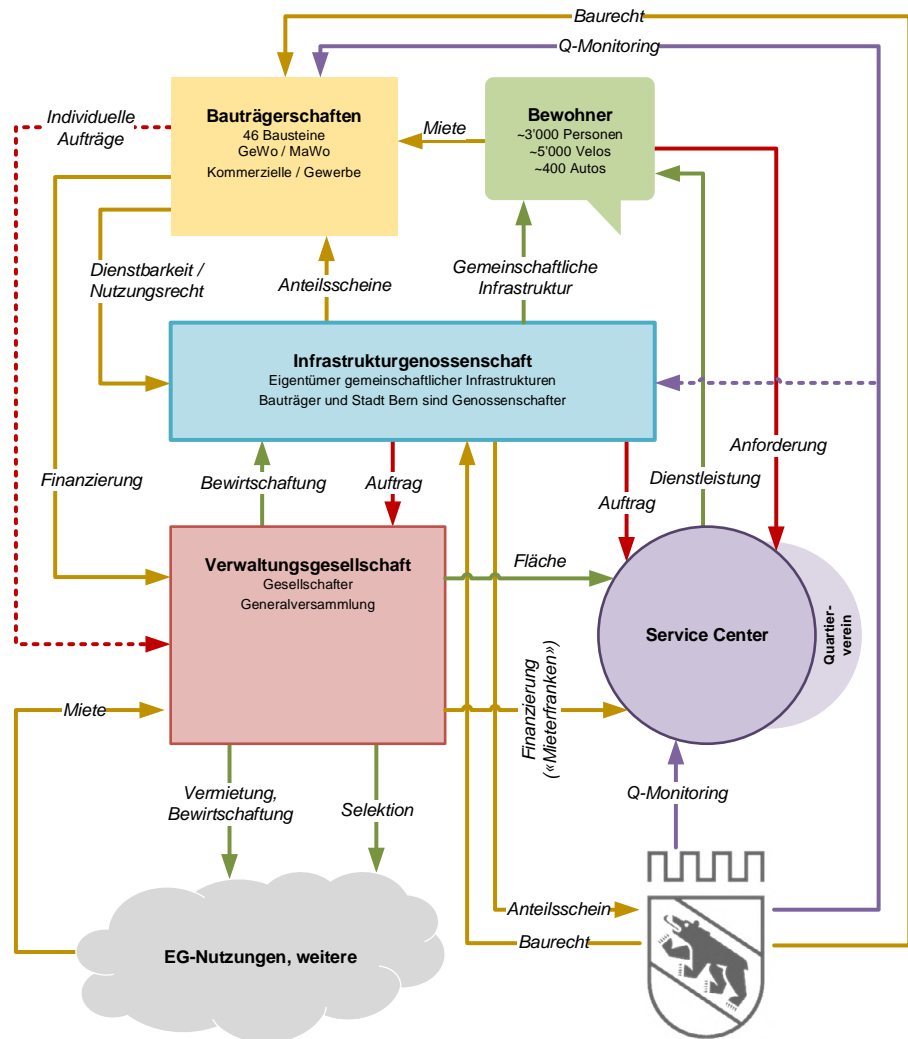 Baurecht
Q-Monitoring
Individuelle
Aufträge
Bauträgerschaften
46 Bausteine
GeWo / MaWo
Kommerzielle / Gewerbe
Miete
Bewohner
~3'000 Personen
~5'000 Velos
~400 Autos
Dienstbarkeit /
Nutzungsrecht
Anteilsscheine
Gemeinschaftliche
Infrastruktur
Infrastrukturgenossenschaft
Eigentümer gemeinschaftlicher Infrastrukturen
Bauträger und Stadt Bern sind Genossenschafter
Finanzierung
Bewirtschaftung
Auftrag
Auftrag
Dienstleistung
Anforderung
Verwaltungsgesellschaft
Gesellschafter
Generalversammlung
Fläche
Service Center
Quartier-
verein
Miete
Finanzierung
(«Mieterfranken»)
Vermietung,
Bewirtschaftung
Selektion
Q-Monitoring
Anteilsschein
Baurecht
EG-Nutzungen, weitere